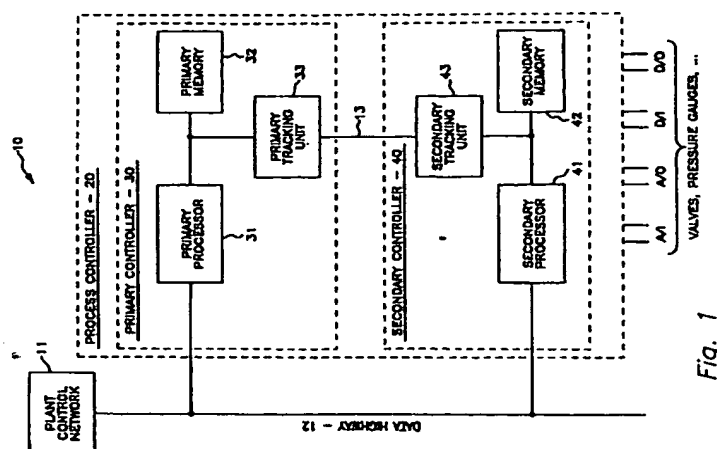 10
11
PLANT
CONTROL
NETWORK
DATA HIGHWAY - 12
PROCESS CONTROLLER - 20
PRIMARY CONTROLLER - 30
PRIMARY
PROCESSOR
31
PRIMARY
MEMORY
32
PRIMARY
TRACKING
UNIT
33
13
SECONDARY CONTROLLER - 40
SECONDARY
TRACKING
UNIT
43
SECONDARY
PROCESSOR
41
SECONDARY
MEMORY
42
A/I
A/O
D/I
D/O
VALVES, PRESSURE GAUGES, ...
Fig. 1